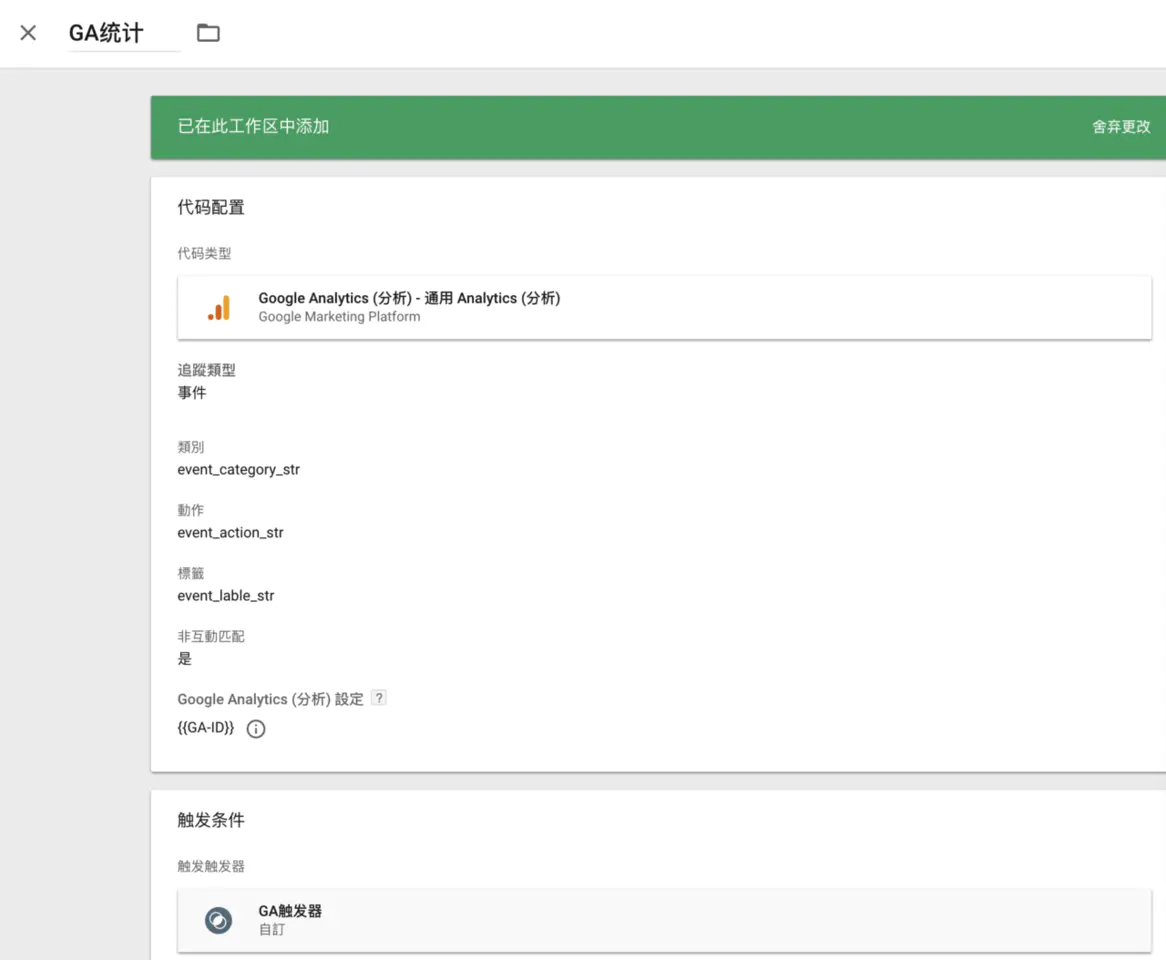 GA统计
已在此工作区中添加
舍弃更改
代码配置
代码类型
Google Analytics (分析) - 通用 Analytics (分析)
Google Marketing Platform
追蹤類型
事件
類別
event_category_str
動作
event_action_str
標籤
event_lable_str
非互動匹配
是
Google Analytics (分析) 設定 ?
{{GA-ID}}
触发条件
触发触发器
GA触发器
自訂